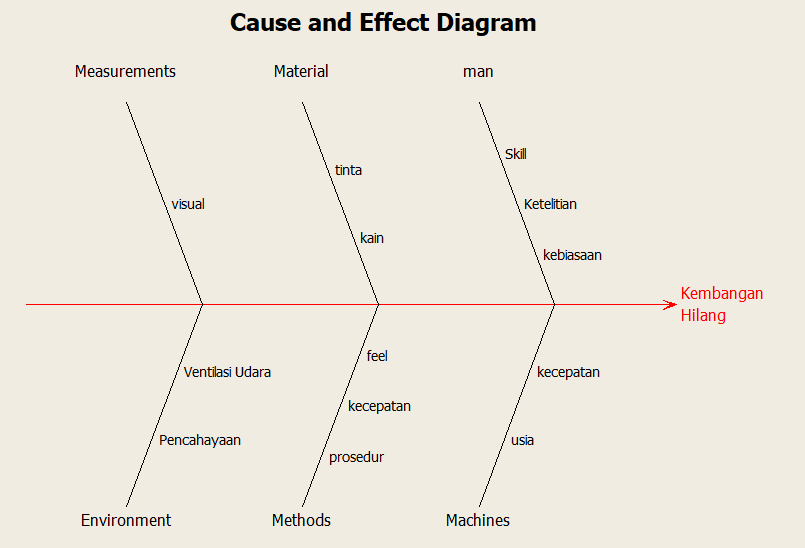 Cause and Effect Diagram
Measurements
Material
man
Skill
tinta
visual
Ketelitian
kain
kebiasaan
Kembangan
Hilang
feel
Ventilasi Udara
kecepatan
kecepatan
Pencahayaan
usia
prosedur
Environment
Methods
Machines